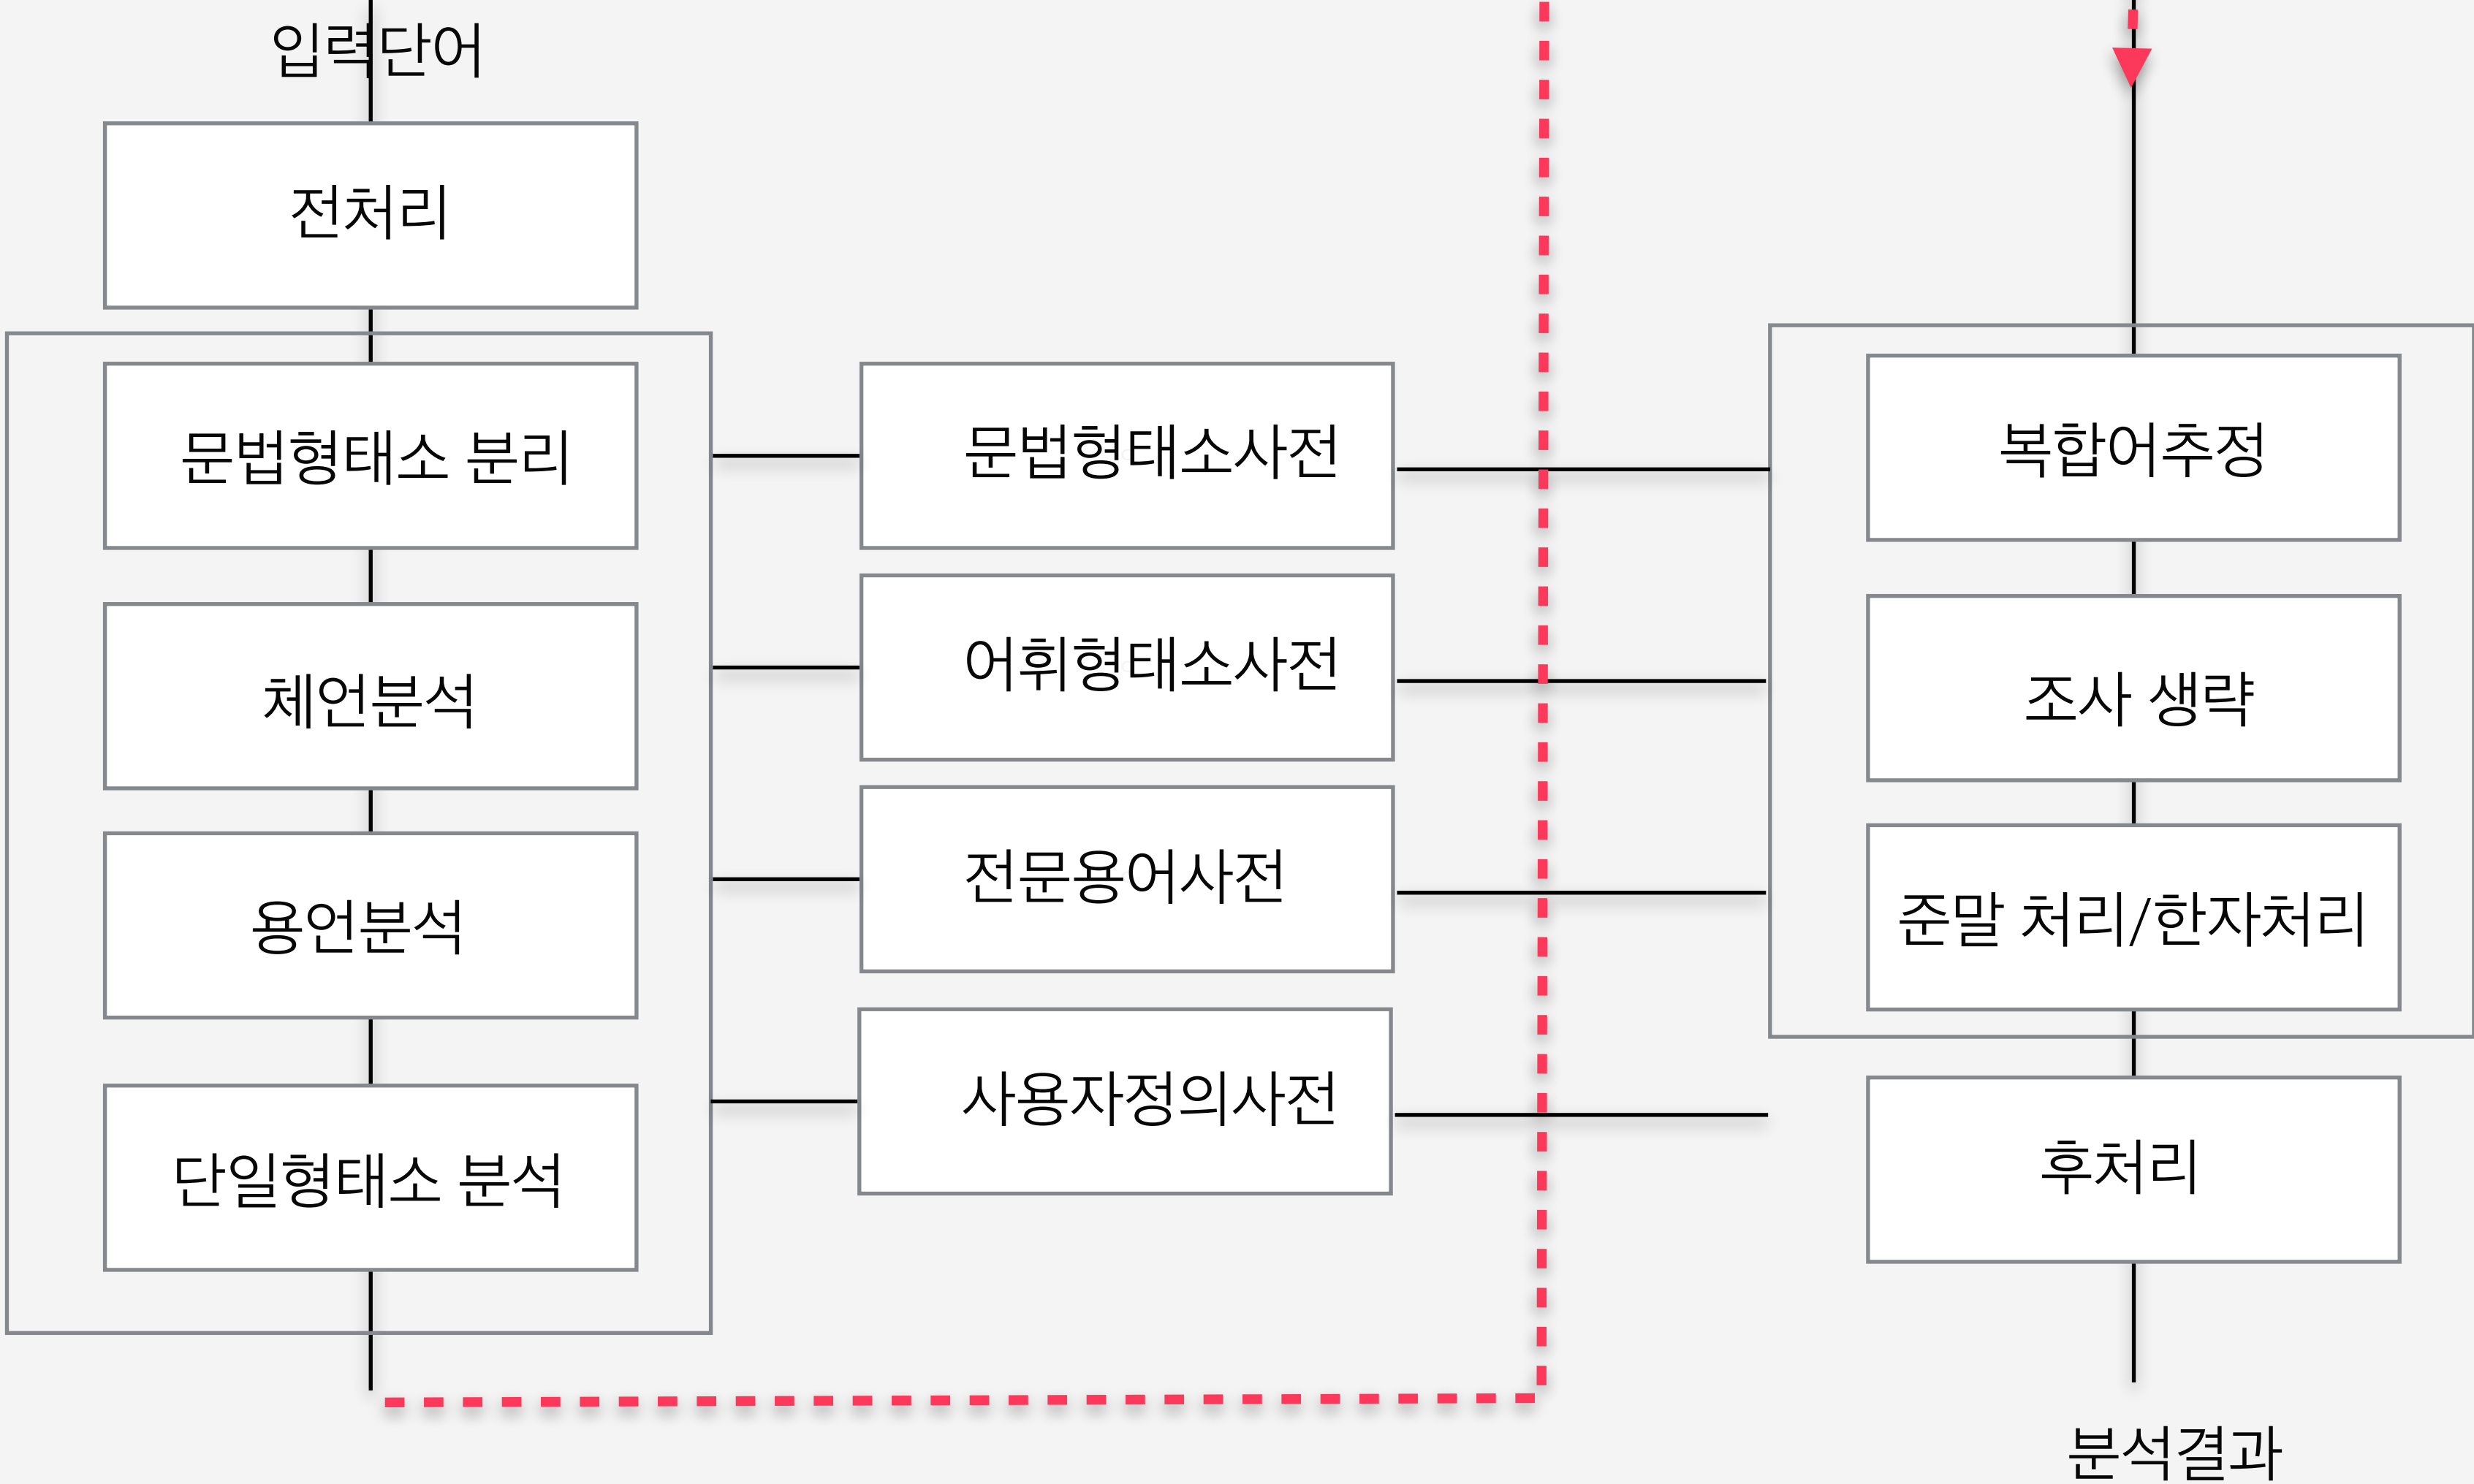 입력단어
전처리
문법형태소 분리
체인분석
용인분석
단일형태소 분석
문법형태소사전
어휘형태소사전
전문용어사전
사용자정의사전
복합어추정
조사 생략
준말 처리/한자처리
후처리
분석결과